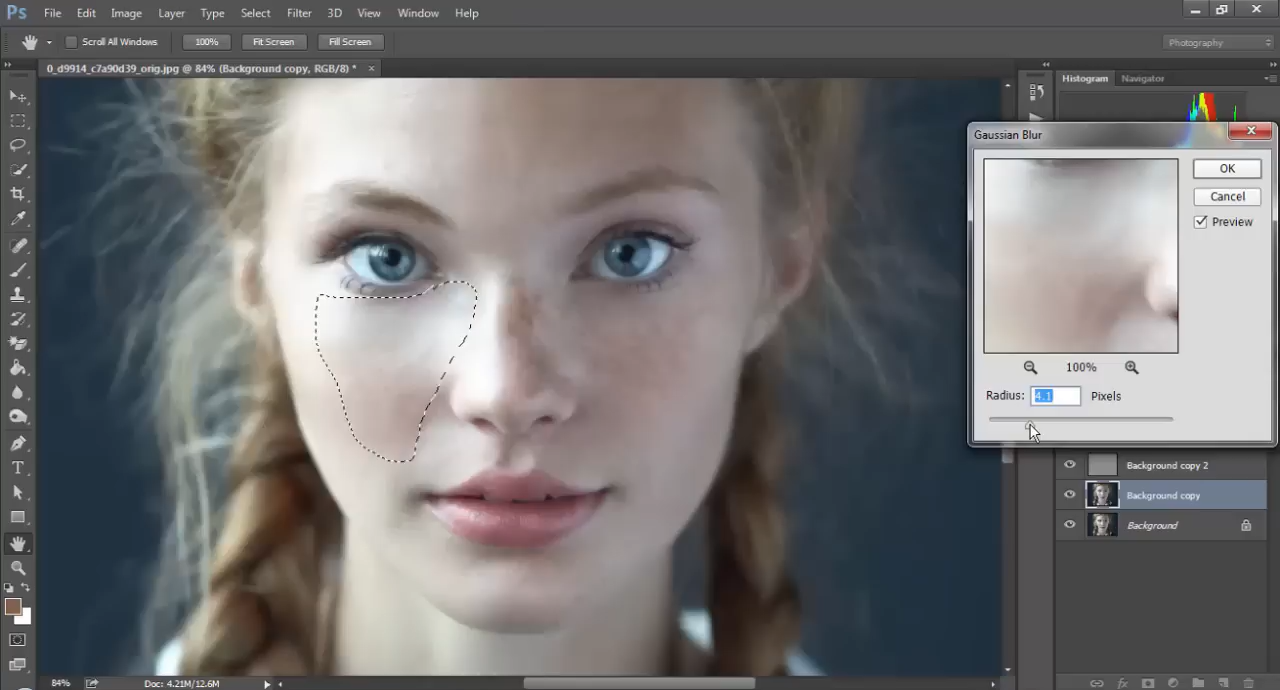 Ps File Edit Image Layer Type Select Filter 3D View Window Help
Scroll All Windows 100% Fit Screen Fill Screen Photography
0_d9914_c7a90d39_orig.jpg @ 84% (Background copy, RGB/8) * ×
Histogram Navigator
Gaussian Blur
OK
Cancel
Preview
100%
Radius: 4.1 Pixels
Background copy 2
Background copy
Background
T
84% Doc: 4.21M/12.6M
fx